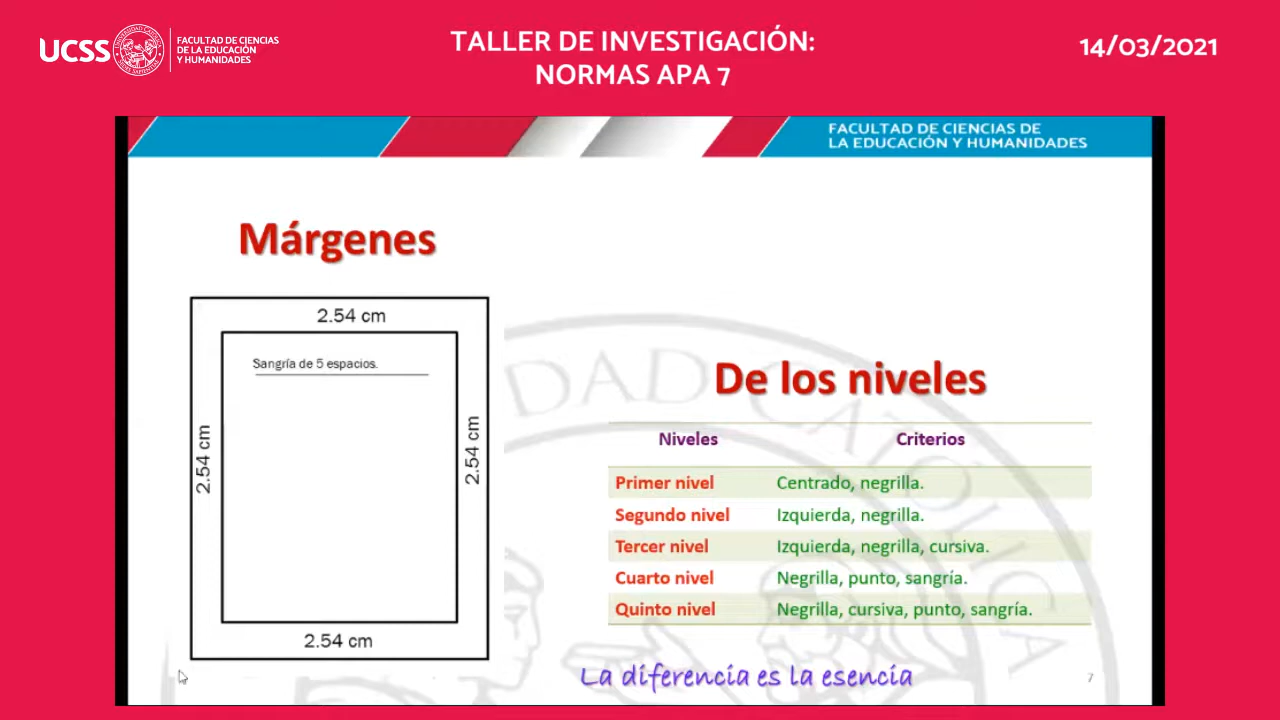 UCSS
FACULTAD DE CIENCIAS
DE LA EDUCACIÓN
Y HUMANIDADES
TALLER DE INVESTIGACIÓN:
NORMAS APA 7
14/03/2021
FACULTAD DE CIENCIAS DE
LA EDUCACIÓN Y HUMANIDADES
Márgenes
2.54 cm
Sangría de 5 espacios.
2.54 cm
2.54 cm
2.54 cm
De los niveles
Niveles Criterios
Primer nivel Centrado, negrilla.
Segundo nivel Izquierda, negrilla.
Tercer nivel Izquierda, negrilla, cursiva.
Cuarto nivel Negrilla, punto, sangría.
Quinto nivel Negrilla, cursiva, punto, sangría.
La diferencia es la esencia
7